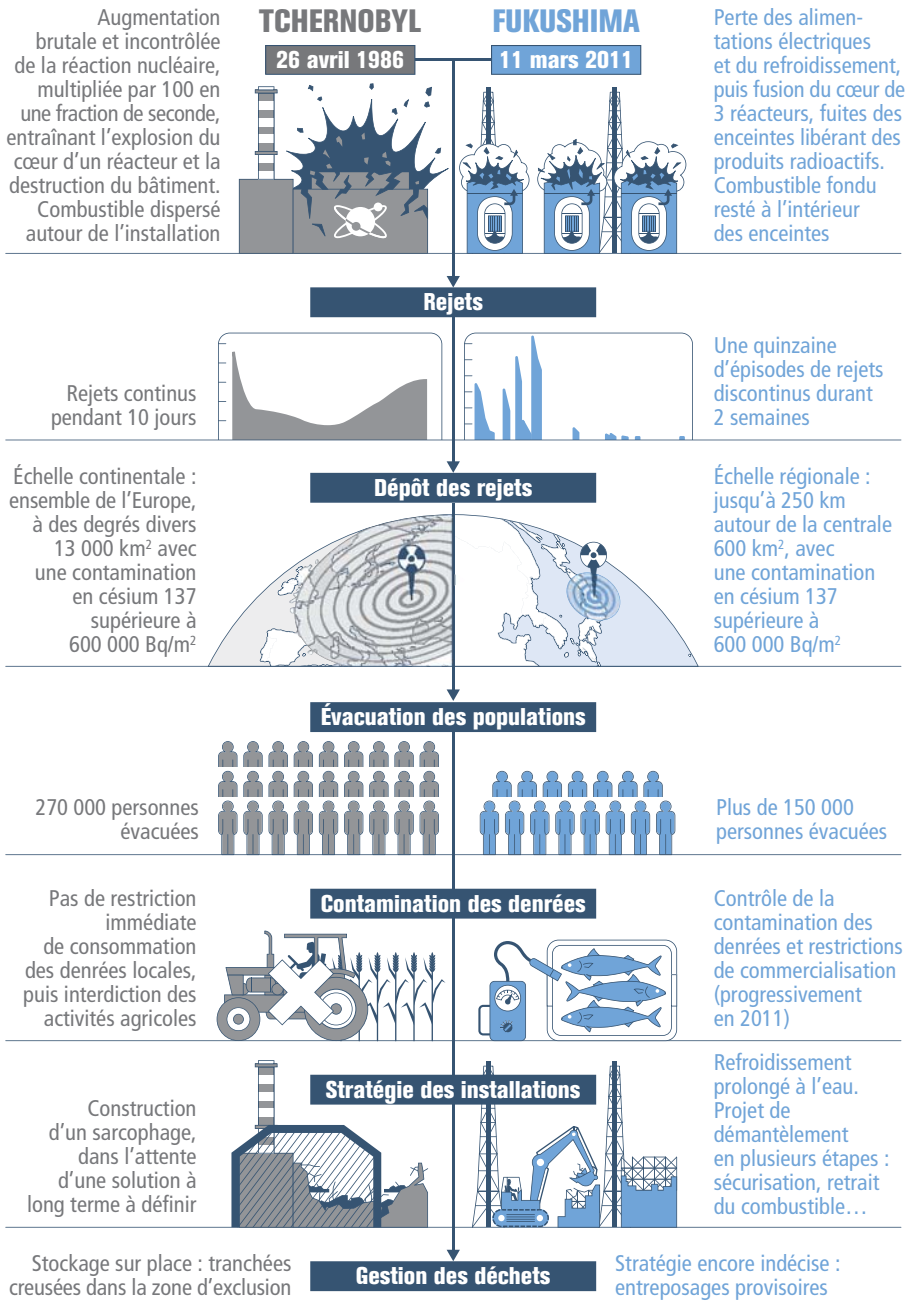 TCHERNOBYL
26 avril 1986
FUKUSHIMA
11 mars 2011
Augmentation
brutale et incontrôlée
de la réaction nucléaire,
multipliée par 100 en
une fraction de seconde,
entraînant l’explosion du
cœur d’un réacteur et la
destruction du bâtiment.
Combustible dispersé
autour de l’installation
Perte des alimen-
tations électriques
et du refroidissement,
puis fusion du cœur de
3 réacteurs, fuites des
enceintes libérant des
produits radioactifs.
Combustible fondu
resté à l’intérieur
des enceintes
Rejets
Rejets continus
pendant 10 jours
Une quinzaine
d’épisodes de rejets
discontinus durant
2 semaines
Dépôt des rejets
Échelle continentale :
ensemble de l’Europe,
à des degrés divers
13 000 km² avec
une contamination
en césium 137
supérieure à
600 000 Bq/m²
Échelle régionale :
jusqu’à 250 km
autour de la centrale
600 km², avec
une contamination
en césium 137
supérieure à
600 000 Bq/m²
Évacuation des populations
270 000 personnes
évacuées
Plus de 150 000
personnes évacuées
Contamination des denrées
Pas de restriction
immédiate
de consommation
des denrées locales,
puis interdiction des
activités agricoles
Contrôle de la
contamination des
denrées et restrictions
de commercialisation
(progressivement
en 2011)
Stratégie des installations
Construction
d’un sarcophage,
dans l’attente
d’une solution à
long terme à définir
Refroidissement
prolongé à l’eau.
Projet de
démantèlement
en plusieurs étapes :
sécurisation, retrait
du combustible…
Gestion des déchets
Stockage sur place : tranchées
creusées dans la zone d’exclusion
Stratégie encore indécise :
entreposages provisoires